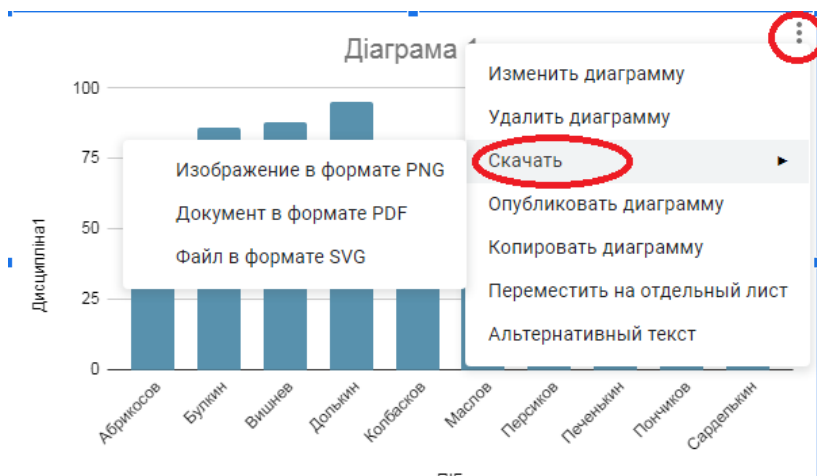 Діаграма
Изменить диаграмму
Удалить диаграмму
Скачать
Опубликовать диаграмму
Копировать диаграмму
Переместить на отдельный лист
Альтернативный текст
Изображение в формате PNG
Документ в формате PDF
Файл в формате SVG
100
75
50
25
0
Дисципліна1
Абрикосов
Булкин
Вишнев
Долькин
Колбасков
Маслов
Персиков
Печенькин
Пончиков
Сарделькин